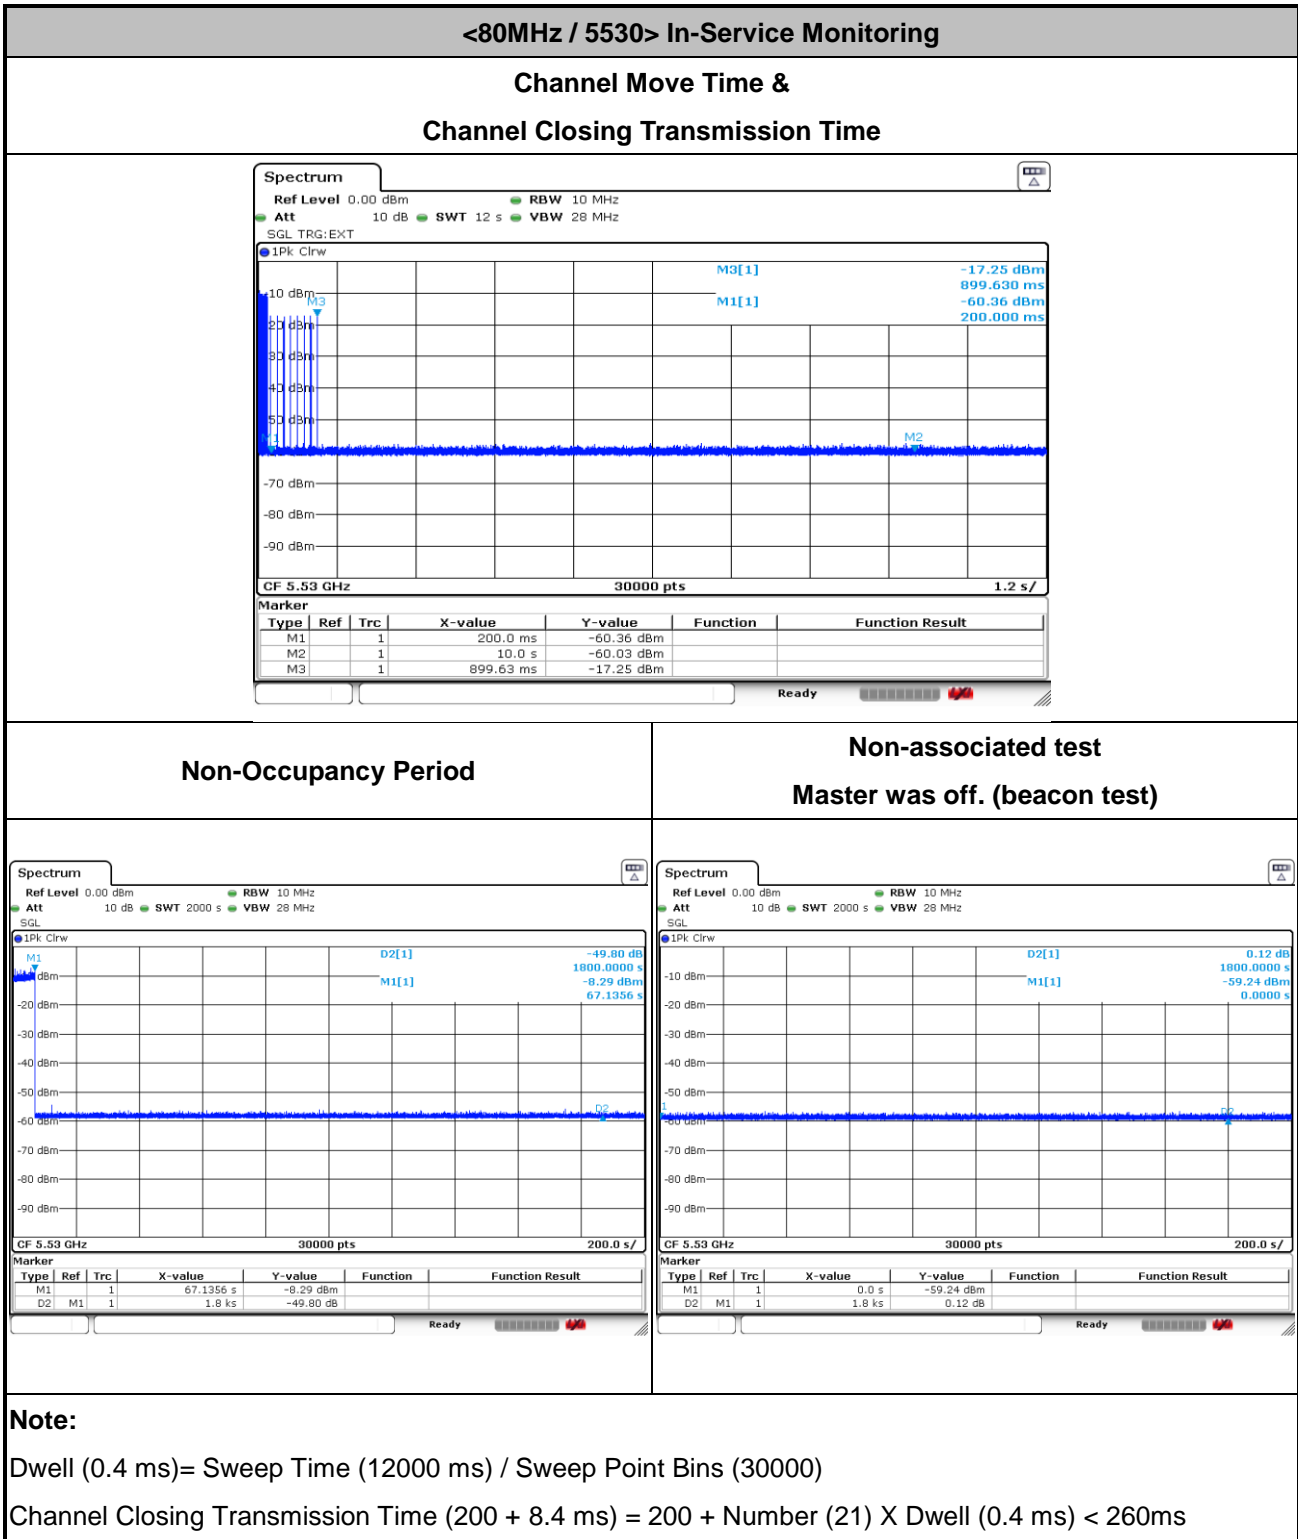 <80MHz / 5530> In-Service Monitoring
Channel Move Time &
Channel Closing Transmission Time
Spectrum
Ref Level 0.00 dBm RBW 10 MHz
Att 10 dB SWT 12 s VBW 28 MHz
SGL TRG:EXT
1Pk Clrw
M3[1] -17.25 dBm
899.630 ms
M1[1] -60.36 dBm
200.000 ms
-10 dBm
M3
20 dBm
30 dBm
40 dBm
50 dBm
M1
M2
-70 dBm
-80 dBm
-90 dBm
CF 5.53 GHz 30000 pts 1.2 s/
Marker
Type Ref Trc X-value Y-value Function Function Result
M1 1 200.0 ms -60.36 dBm
M2 1 10.0 s -60.03 dBm
M3 1 899.63 ms -17.25 dBm
Ready
Non-Occupancy Period
Non-associated test
Master was off. (beacon test)
Spectrum
Ref Level 0.00 dBm RBW 10 MHz
Att 10 dB SWT 2000 s VBW 28 MHz
SGL
1Pk Clrw
D2[1] -49.80 dB
1800.0000 s
M1[1] -8.29 dBm
67.1356 s
M1
dBm
-20 dBm
-30 dBm
-40 dBm
-50 dBm
D2
-60 dBm
-70 dBm
-80 dBm
-90 dBm
CF 5.53 GHz 30000 pts 200.0 s/
Marker
Type Ref Trc X-value Y-value Function Function Result
M1 1 67.1356 s -8.29 dBm
D2 M1 1 1.8 ks -49.80 dB
Ready
Spectrum
Ref Level 0.00 dBm RBW 10 MHz
Att 10 dB SWT 2000 s VBW 28 MHz
SGL
1Pk Clrw
D2[1] 0.12 dB
1800.0000 s
M1[1] -59.24 dBm
0.0000 s
-10 dBm
-20 dBm
-30 dBm
-40 dBm
-50 dBm
1
D2
-60 dBm
-70 dBm
-80 dBm
-90 dBm
CF 5.53 GHz 30000 pts 200.0 s/
Marker
Type Ref Trc X-value Y-value Function Function Result
M1 1 0.0 s -59.24 dBm
D2 M1 1 1.8 ks 0.12 dB
Ready
Note:
Dwell (0.4 ms)= Sweep Time (12000 ms) / Sweep Point Bins (30000)
Channel Closing Transmission Time (200 + 8.4 ms) = 200 + Number (21) X Dwell (0.4 ms) < 260ms